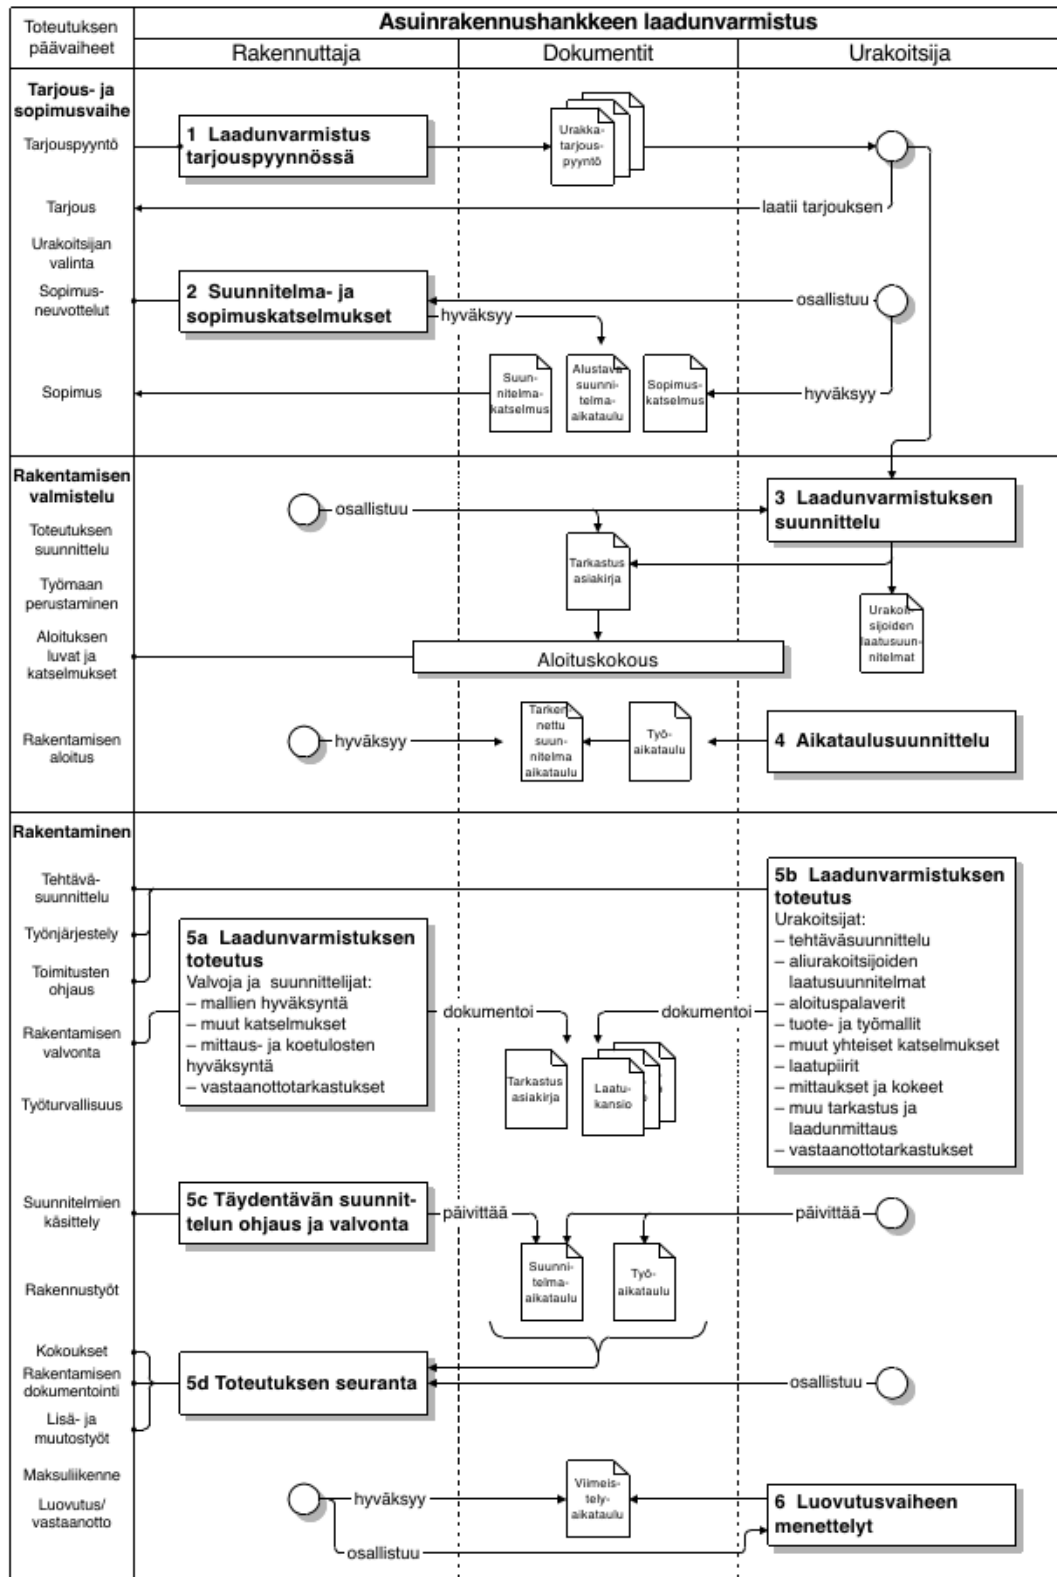 Toteutuksen
päävaiheet
Asuinrakennushankkeen laadunvarmistus
Rakennuttaja
Dokumentit
Urakoitsija
Tarjous- ja
sopimusvaihe
Tarjouspyyntö
1 Laadunvarmistus
tarjouspyynnössä
Urakka-
tarjous-
pyyntö
Tarjous
laatii tarjouksen
Urakoitsijan
valinta
Sopimus-
neuvottelut
2 Suunnitelma- ja
sopimuskatselmukset
osallistuu
hyväksyy
Sopimus
Suun-
nitelma-
katselmus
Alustava
suunni-
telma-
aikataulu
Sopimus-
katselmus
hyväksyy
Rakentamisen
valmistelu
Toteutuksen
suunnittelu
osallistuu
3 Laadunvarmistuksen
suunnittelu
Tarkastus
asiakirja
Työmaan
perustaminen
Urakoit-
sijoiden
laatusuun-
nitelmat
Aloituksen
luvat ja
katselmukset
Aloituskokous
Rakentamisen
aloitus
hyväksyy
Tarken-
nettu
suun-
nitelma
aikataulu
Työ-
aikataulu
4 Aikataulusuunnittelu
Rakentaminen
Tehtävä-
suunnittelu
Työnjärjestely
Toimitusten
ohjaus
Rakentamisen
valvonta
Työturvallisuus
5a Laadunvarmistuksen
toteutus
Valvoja ja suunnittelijat:
– mallien hyväksyntä
– muut katselmukset
– mittaus- ja koetulosten
hyväksyntä
– vastaanottotarkastukset
dokumentoi
dokumentoi
Tarkastus
asiakirja
Laatu-
kansio
5b Laadunvarmistuksen
toteutus
Urakoitsijat:
– tehtäväsuunnittelu
– aliurakoitsijoiden
laatusuunnitelmat
– aloituspalaverit
– tuote- ja työmallit
– muut yhteiset katselmukset
– laatupiirit
– mittaukset ja kokeet
– muu tarkastus ja
laadunmittaus
– vastaanottotarkastukset
Suunnitelmien
käsittely
5c Täydentävän suunnit-
telun ohjaus ja valvonta
päivittää
päivittää
Suunni-
telma-
aikataulu
Työ-
aikataulu
Rakennustyöt
Kokoukset
Rakentamisen
dokumentointi
Lisä- ja
muutostyöt
5d Toteutuksen seuranta
osallistuu
Maksuliikenne
Luovutus/
vastaanotto
hyväksyy
osallistuu
Viimeis-
tely-
aikataulu
6 Luovutusvaiheen
menettelyt